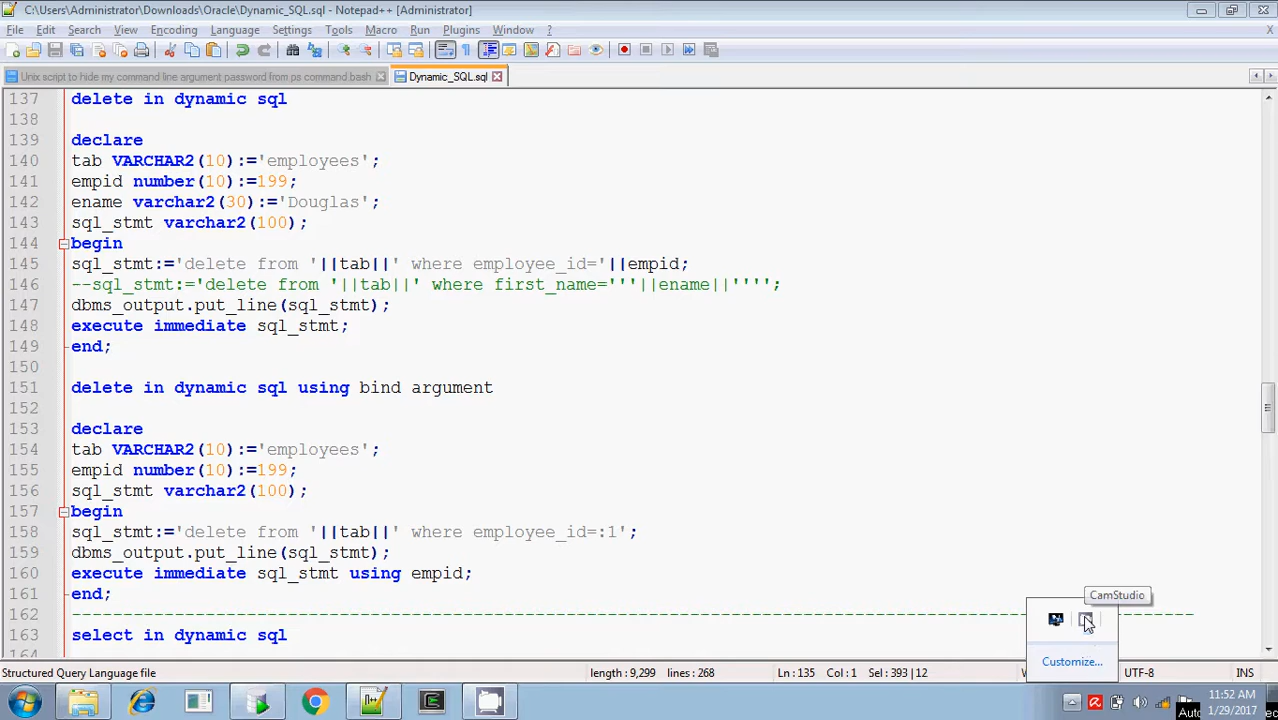 C:\Users\Administrator\Downloads\Oracle\Dynamic_SQL.sql - Notepad++ [Administrator]
File Edit Search View Encoding Language Settings Tools Macro Run Plugins Window ? X
Unix script to hide my command line argument password from ps command bash Dynamic_SQL.sql
137 delete in dynamic sql
138
139 declare
140 tab VARCHAR2(10):='employees';
141 empid number(10):=199;
142 ename varchar2(30):='Douglas';
143 sql_stmt varchar2(100);
144 begin
145 sql_stmt:='delete from '||tab||' where employee_id='||empid;
146 --sql_stmt:='delete from '||tab||' where first_name='''||ename||'''';
147 dbms_output.put_line(sql_stmt);
148 execute immediate sql_stmt;
149 end;
150
151 delete in dynamic sql using bind argument
152
153 declare
154 tab VARCHAR2(10):='employees';
155 empid number(10):=199;
156 sql_stmt varchar2(100);
157 begin
158 sql_stmt:='delete from '||tab||' where employee_id=:1';
159 dbms_output.put_line(sql_stmt);
160 execute immediate sql_stmt using empid;
161 end;
162
163 select in dynamic sql
CamStudio
Customize...
Structured Query Language file length : 9,299 lines : 268 Ln : 135 Col : 1 Sel : 393 | 12 UTF-8 INS
11:52 AM
1/29/2017